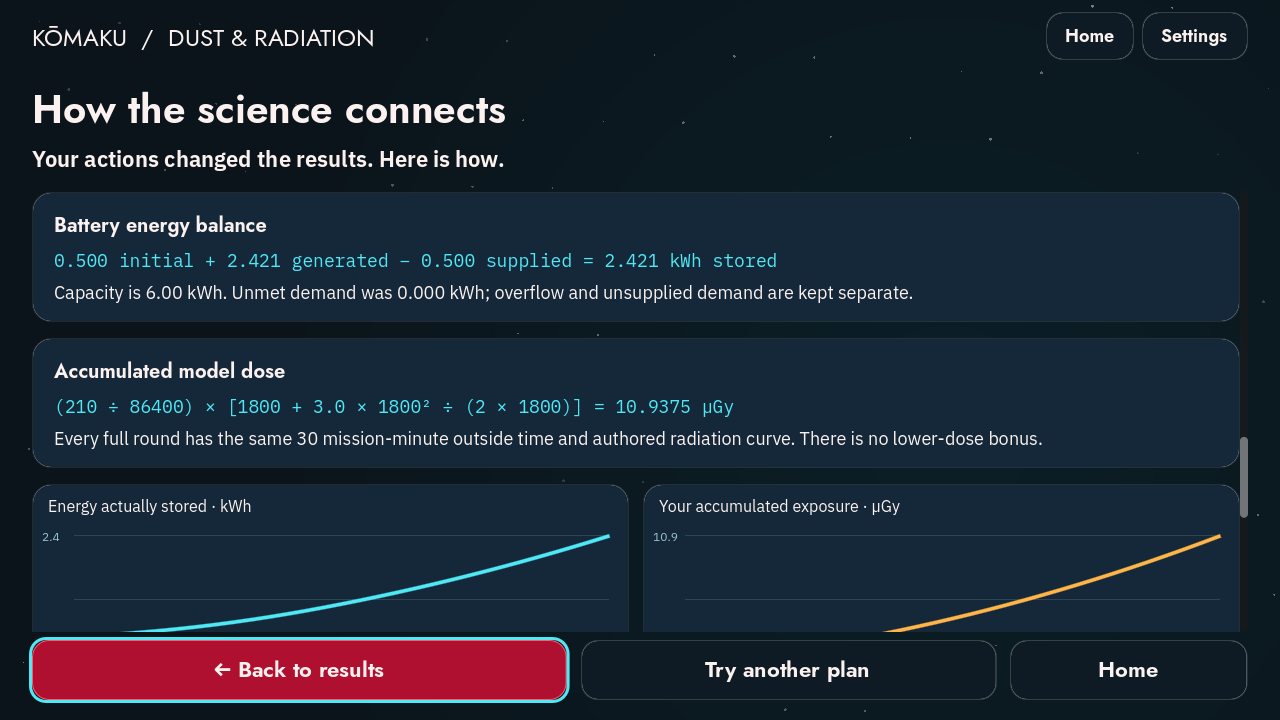 KŌMAKU / DUST & RADIATION
Home
Settings
How the science connects
Your actions changed the results. Here is how.
Battery energy balance
0.500 initial + 2.421 generated − 0.500 supplied = 2.421 kWh stored
Capacity is 6.00 kWh. Unmet demand was 0.000 kWh; overflow and unsupplied demand are kept separate.
Accumulated model dose
(210 ÷ 86400) × [1800 + 3.0 × 1800² ÷ (2 × 1800)] = 10.9375 µGy
Every full round has the same 30 mission-minute outside time and authored radiation curve. There is no lower-dose bonus.
Energy actually stored · kWh
2.4
Your accumulated exposure · µGy
10.9
← Back to results
Try another plan
Home